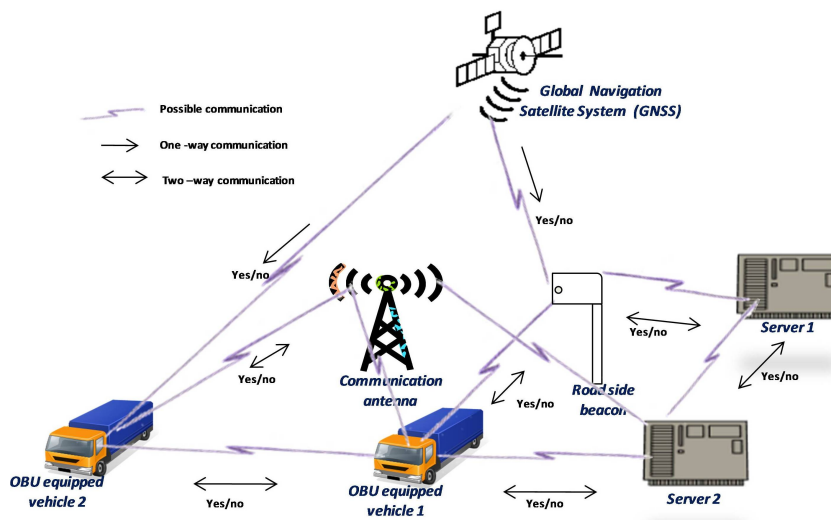 Global Navigation
Satellite System (GNSS)
Possible communication
One -way communication
Two –way communication
Yes/no
Yes/no
Server 1
Yes/no
Yes/no
Communication
antenna
Yes/no
Road side
beacon
Yes/no
OBU equipped
vehicle 2
Yes/no
OBU equipped
vehicle 1
Yes/no
Server 2